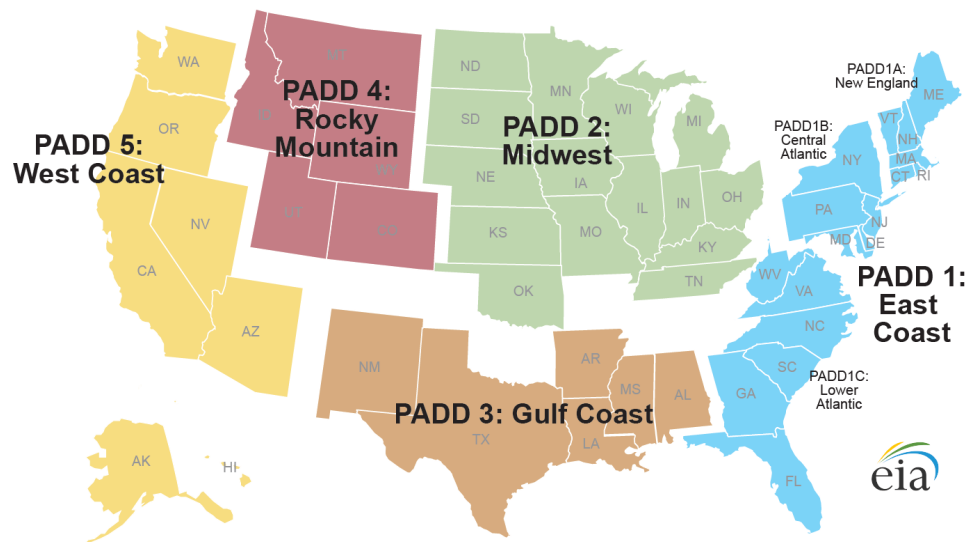 PADD 5:
West Coast
PADD 4:
Rocky
Mountain
PADD 2:
Midwest
PADD 3: Gulf Coast
PADD 1:
East
Coast
PADD1A:
New England
PADD1B:
Central
Atlantic
PADD1C:
Lower
Atlantic
WA
OR
NV
CA
AZ
AK
HI
MT
ID
WY
UT
CO
ND
SD
NE
KS
OK
MN
IA
MO
WI
IL
MI
IN
OH
KY
TN
NM
TX
AR
LA
MS
AL
ME
VT
NH
MA
CT
RI
NY
PA
NJ
MD
DE
WV
VA
NC
SC
GA
FL
eia